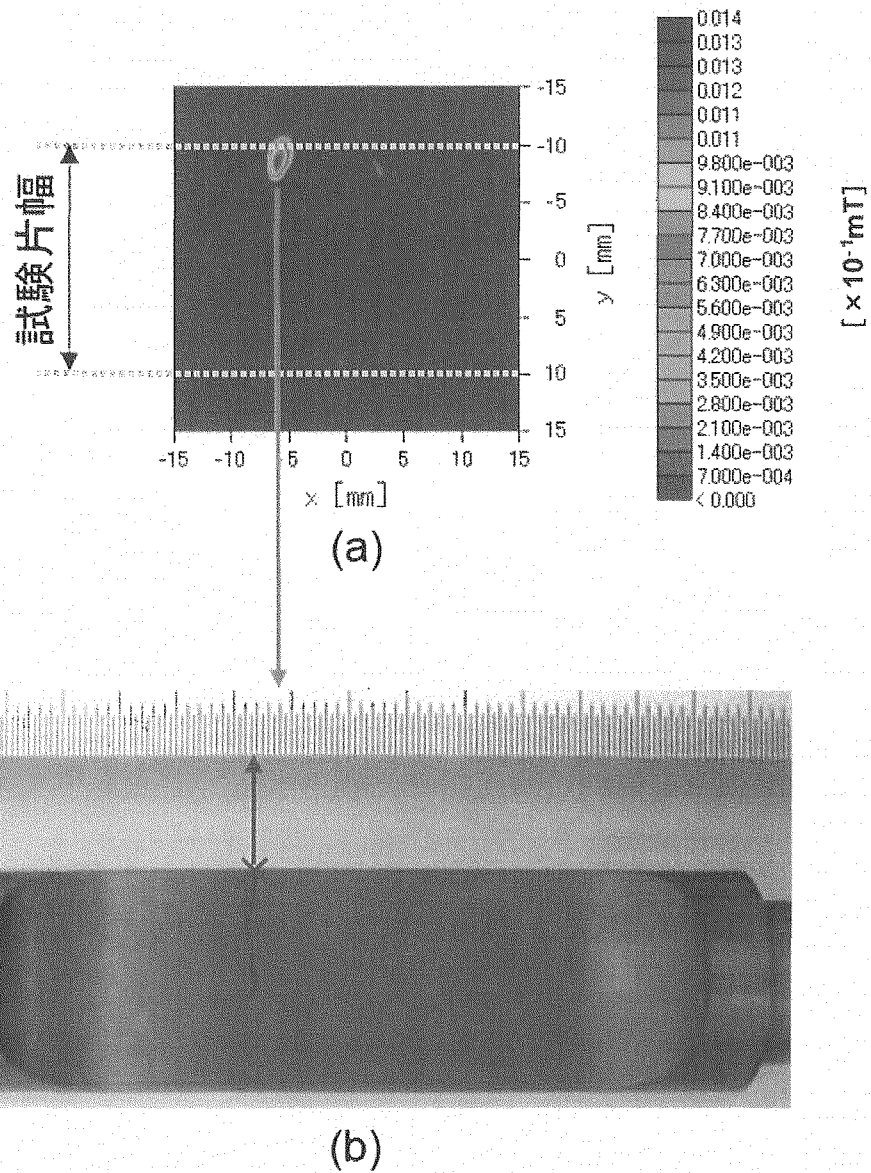 試験片幅
-15
-10
-5
0
5
10
15
y [mm]
-15 -10 -5 0 5 10 15
x [mm]
(a)
0.014
0.013
0.013
0.012
0.011
0.011
9.800e-003
9.100e-003
8.400e-003
7.700e-003
7.000e-003
6.300e-003
5.600e-003
4.900e-003
4.200e-003
3.500e-003
2.800e-003
2.100e-003
1.400e-003
7.000e-004
< 0.000
[×10⁻¹mT]
(b)